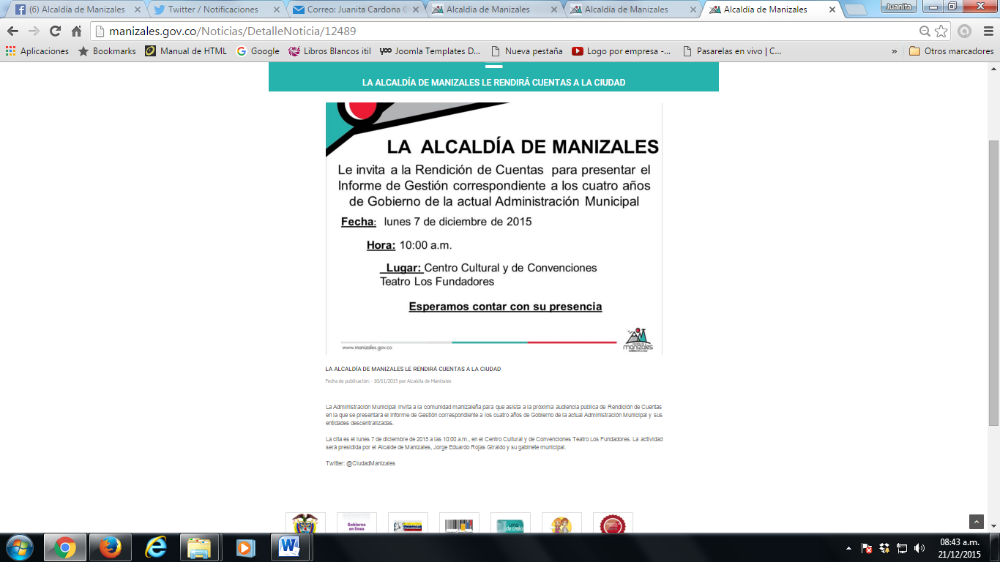 (6) Alcaldía de Manizales
Twitter / Notificaciones
Correo: Juanita Cardona G
Alcaldía de Manizales
Alcaldía de Manizales
Alcaldía de Manizales
Juanita
manizales.gov.co/Noticias/DetalleNoticia/12489
Aplicaciones
Bookmarks
Manual de HTML
Google
Libros Blancos itil
Joomla Templates D...
Nueva pestaña
Logo por empresa -...
Pasarelas en vivo | C...
»
Otros marcadores
LA ALCALDÍA DE MANIZALES LE RENDIRÁ CUENTAS A LA CIUDAD
LA ALCALDÍA DE MANIZALES
Le invita a la Rendición de Cuentas para presentar el
Informe de Gestión correspondiente a los cuatro años
de Gobierno de la actual Administración Municipal
Fecha: lunes 7 de diciembre de 2015
Hora: 10:00 a.m.
Lugar: Centro Cultural y de Convenciones
Teatro Los Fundadores
Esperamos contar con su presencia
www.manizales.gov.co
manizales
LA ALCALDÍA DE MANIZALES LE RENDIRÁ CUENTAS A LA CIUDAD
Fecha de publicación: - 10/11/2015 por Alcaldía de Manizales
La Administración Municipal invita a la comunidad manizaleña para que asista a la próxima audiencia pública de Rendición de Cuentas
en la que se presentará el Informe de Gestión correspondiente a los cuatro años de Gobierno de la actual Administración Municipal y sus
entidades descentralizadas.
La cita es el lunes 7 de diciembre de 2015 a las 10:00 a.m., en el Centro Cultural y de Convenciones Teatro Los Fundadores. La actividad
será presidida por el Alcalde de Manizales, Jorge Eduardo Rojas Giraldo y su gabinete municipal.
Twitter: @CiudadManizales
Gobierno
en línea
08:43 a.m.
21/12/2015